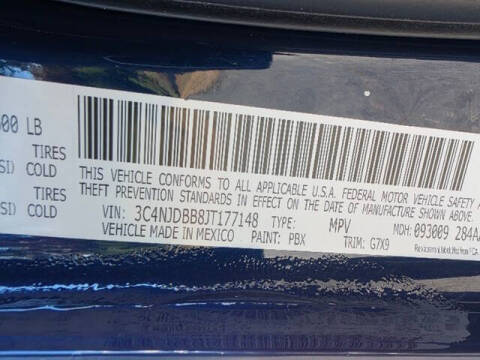 00 LB
TIRES
COLD
TIRES
COLD
THIS VEHICLE CONFORMS TO ALL APPLICABLE U.S.A. FEDERAL MOTOR VEHICLE SAFETY
THEFT PREVENTION STANDARDS IN EFFECT ON THE DATE OF MANUFACTURE
VIN: 3C4NJDBB8JT177148 TYPE: MPV MDH: 093009 284A
VEHICLE MADE IN MEXICO PAINT: PBX TRIM: G7X9